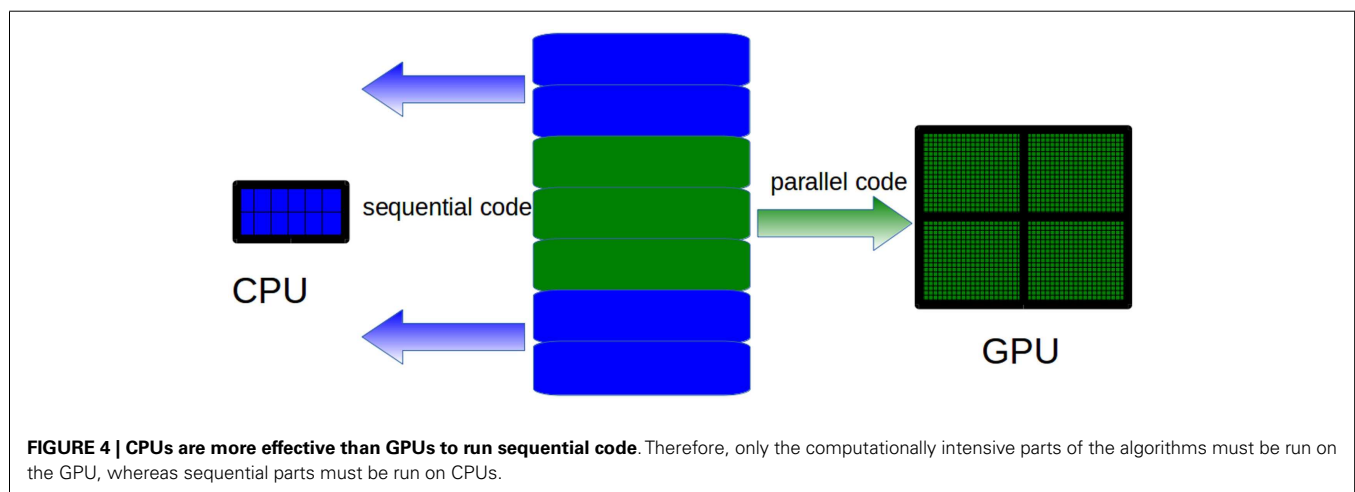 parallel code
sequential code
CPU
GPU
FIGURE 4 | CPUs are more effective than GPUs to run sequential code. Therefore, only the computationally intensive parts of the algorithms must be run on
the GPU, whereas sequential parts must be run on CPUs.